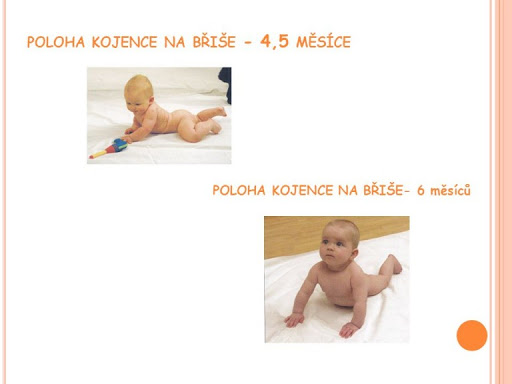 POLOHA KOJENCE NA BŘIŠE - 4,5 MĚSÍCE
POLOHA KOJENCE NA BŘIŠE- 6 měsíců